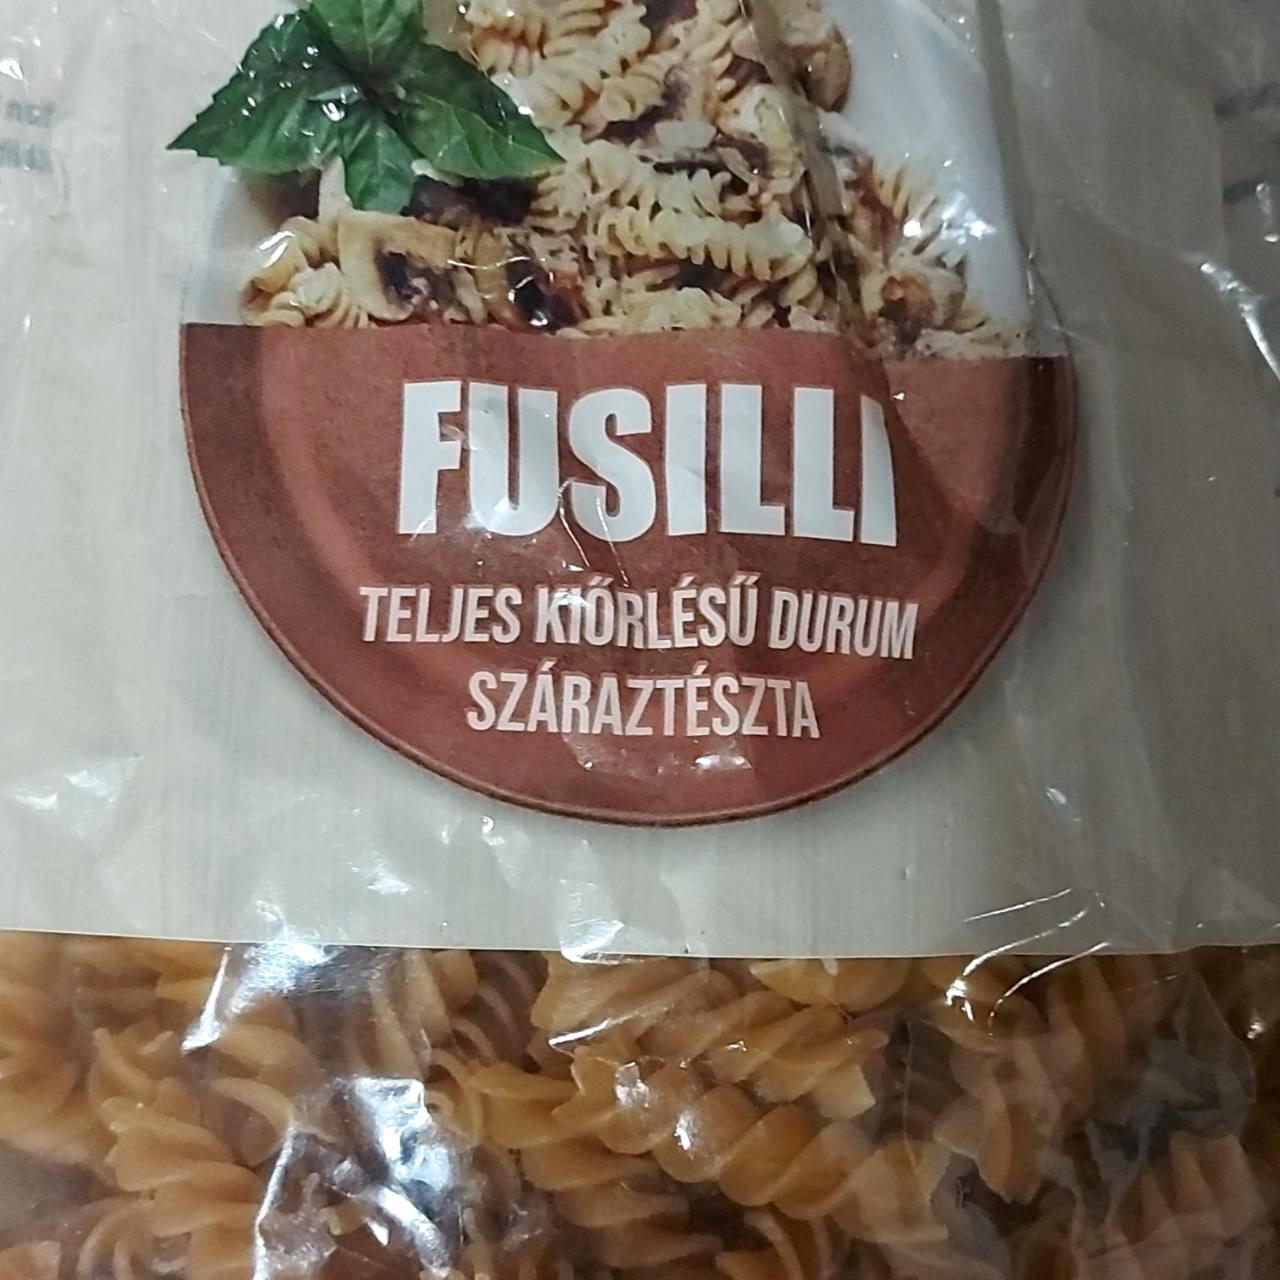 FUSILLI
TELJES KIŐRLÉSŰ DURUM
SZÁRAZTÉSZTA